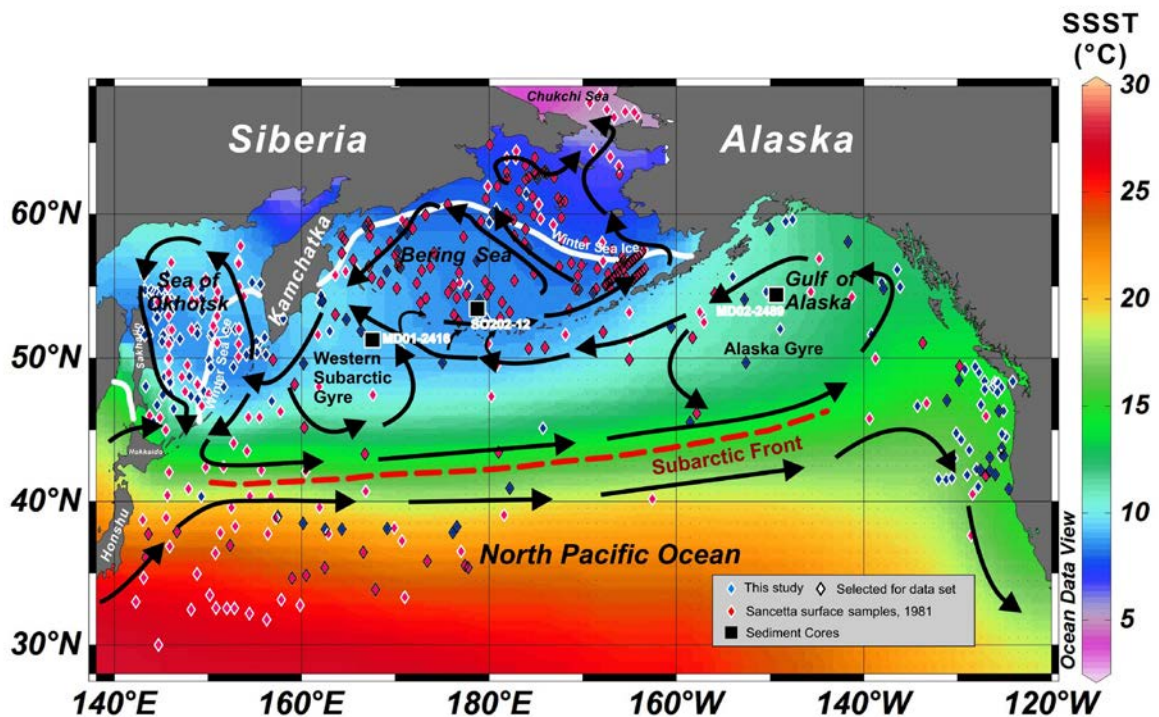 SSST
(°C)
Chukchi Sea
Siberia
Alaska
30
25
20
15
10
5
60°N
50°N
40°N
30°N
Kamchatka
Bering Sea
Winter Sea Ice
Sea of
Okhotsk
Sakhalin
Winter Sea Ice
Gulf of
Alaska
SO202-12
MD01-2416
MD02-2489
Western
Subarctic
Gyre
Alaska Gyre
Hokkaido
Subarctic Front
Honshu
North Pacific Ocean
This study
Selected for data set
Sancetta surface samples, 1981
Sediment Cores
Ocean Data View
140°E
160°E
180°E
160°W
140°W
120°W